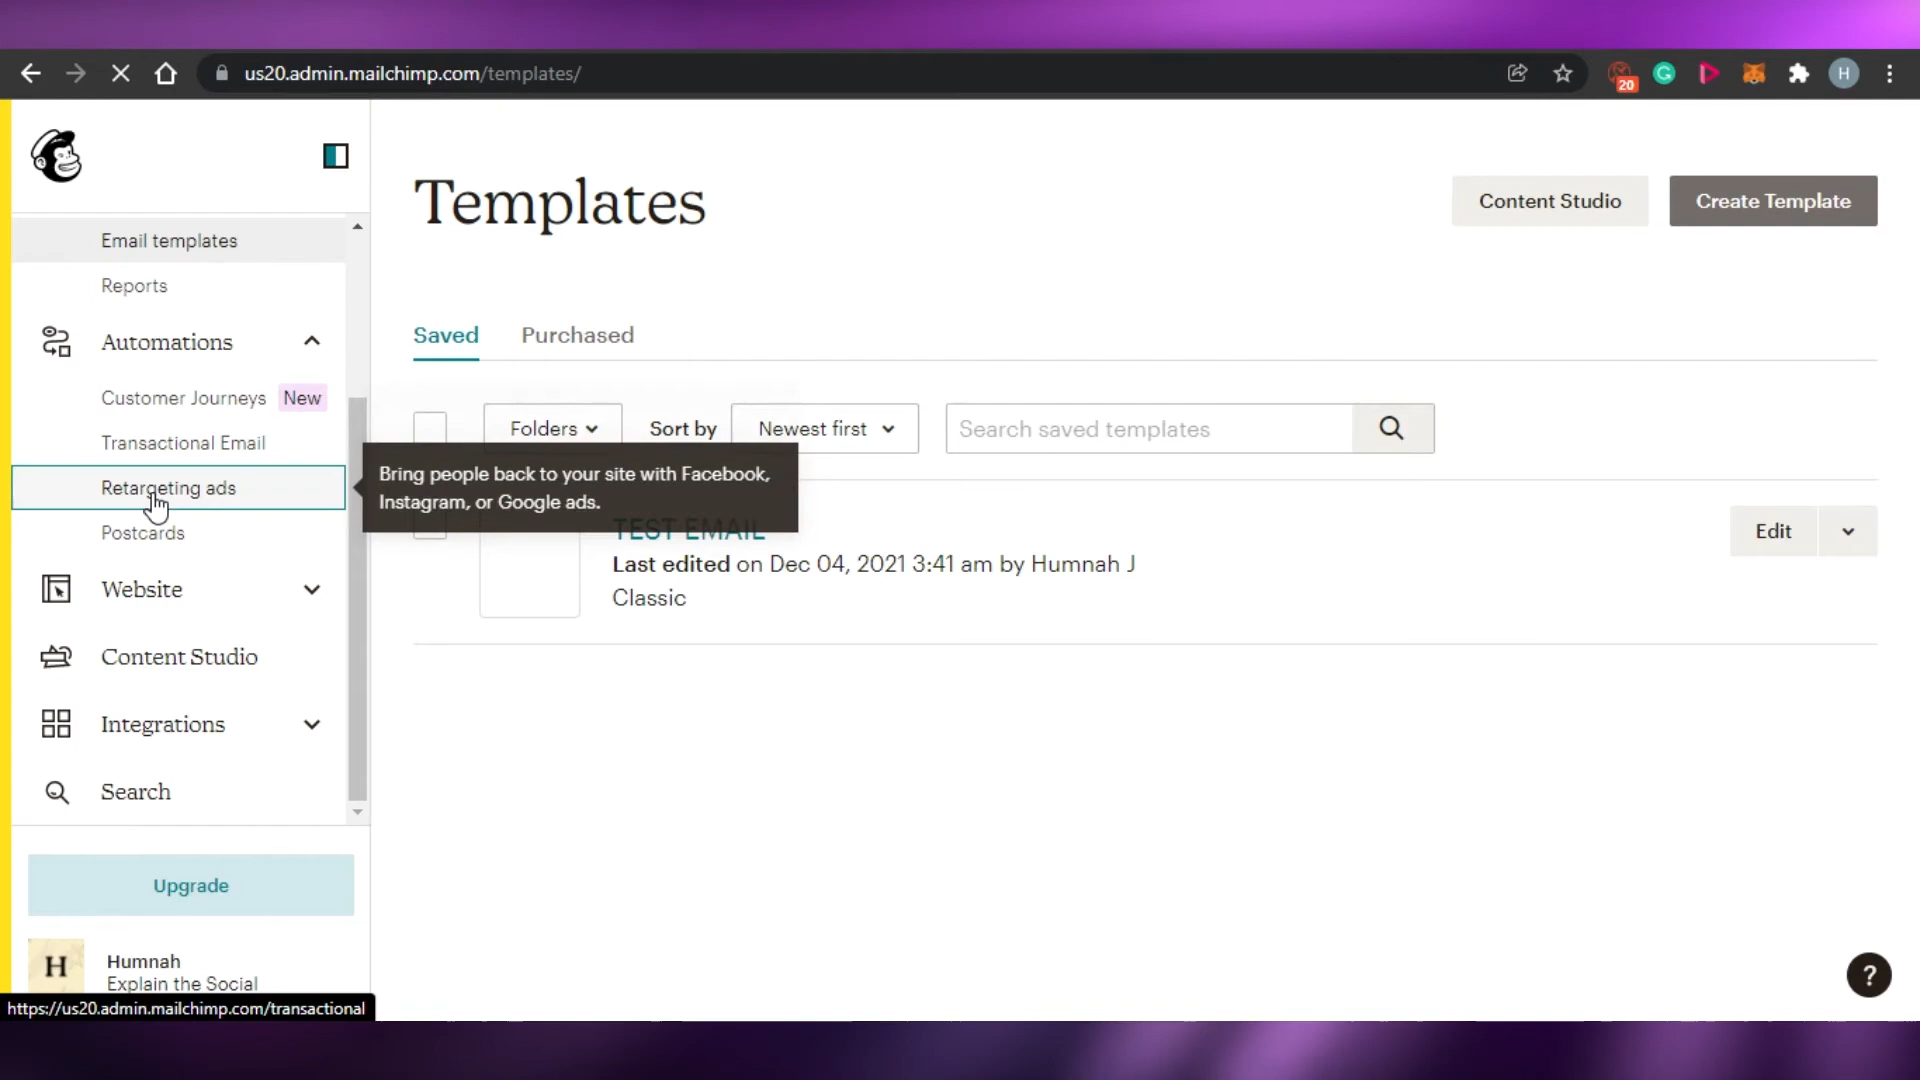 us20.admin.mailchimp.com/templates/
20
H
Email templates
Reports
Automations
Customer Journeys New
Transactional Email
Retargeting ads
Postcards
Website
Content Studio
Integrations
Search
Upgrade
H
Humnah
Explain the Social
https://us20.admin.mailchimp.com/transactional
Templates
Content Studio
Create Template
Saved
Purchased
Folders
Sort by
Newest first
Search saved templates
Bring people back to your site with Facebook,
Instagram, or Google ads.
TEST EMAIL
Last edited on Dec 04, 2021 3:41 am by Humnah J
Classic
Edit
?